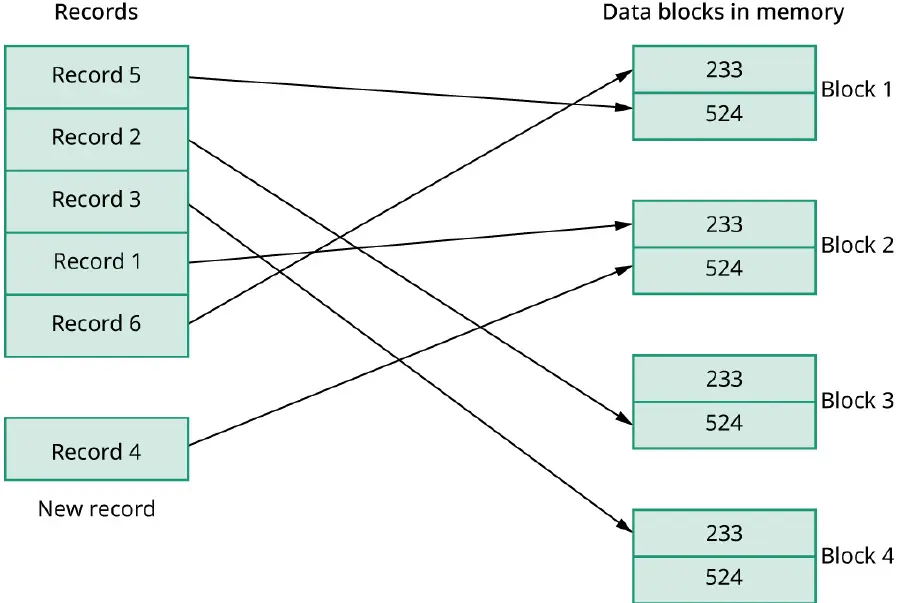 Records
Record 5
Record 2
Record 3
Record 1
Record 6
Record 4
New record
Data blocks in memory
233
524
Block 1
233
524
Block 2
233
524
Block 3
233
524
Block 4